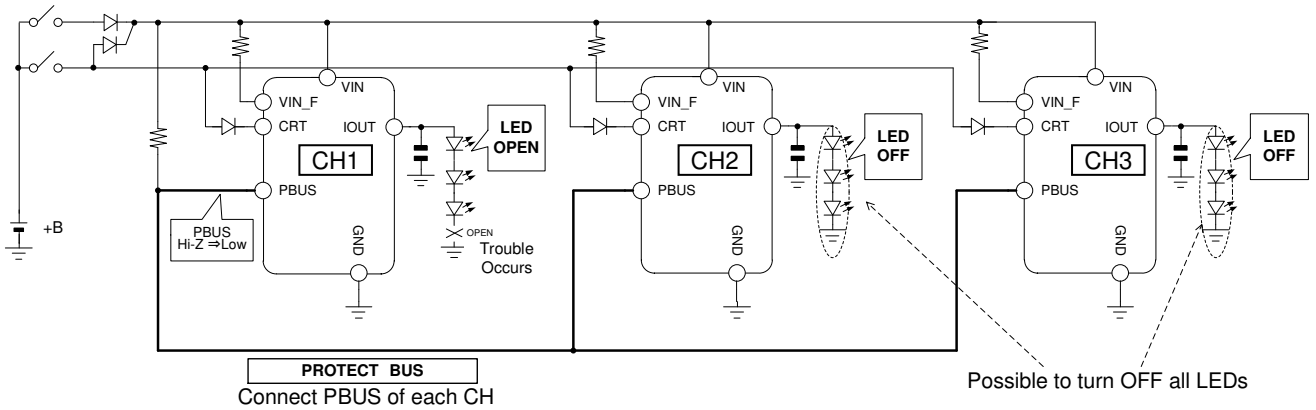 +B
VIN
VIN_F
CRT
IOUT
CH1
PBUS
GND
LED
OPEN
PBUS
Hi-Z ⇒Low
OPEN
Trouble
Occurs
VIN
VIN_F
CRT
IOUT
CH2
PBUS
GND
LED
OFF
VIN
VIN_F
CRT
IOUT
CH3
PBUS
GND
LED
OFF
PROTECT BUS
Connect PBUS of each CH
Possible to turn OFF all LEDs